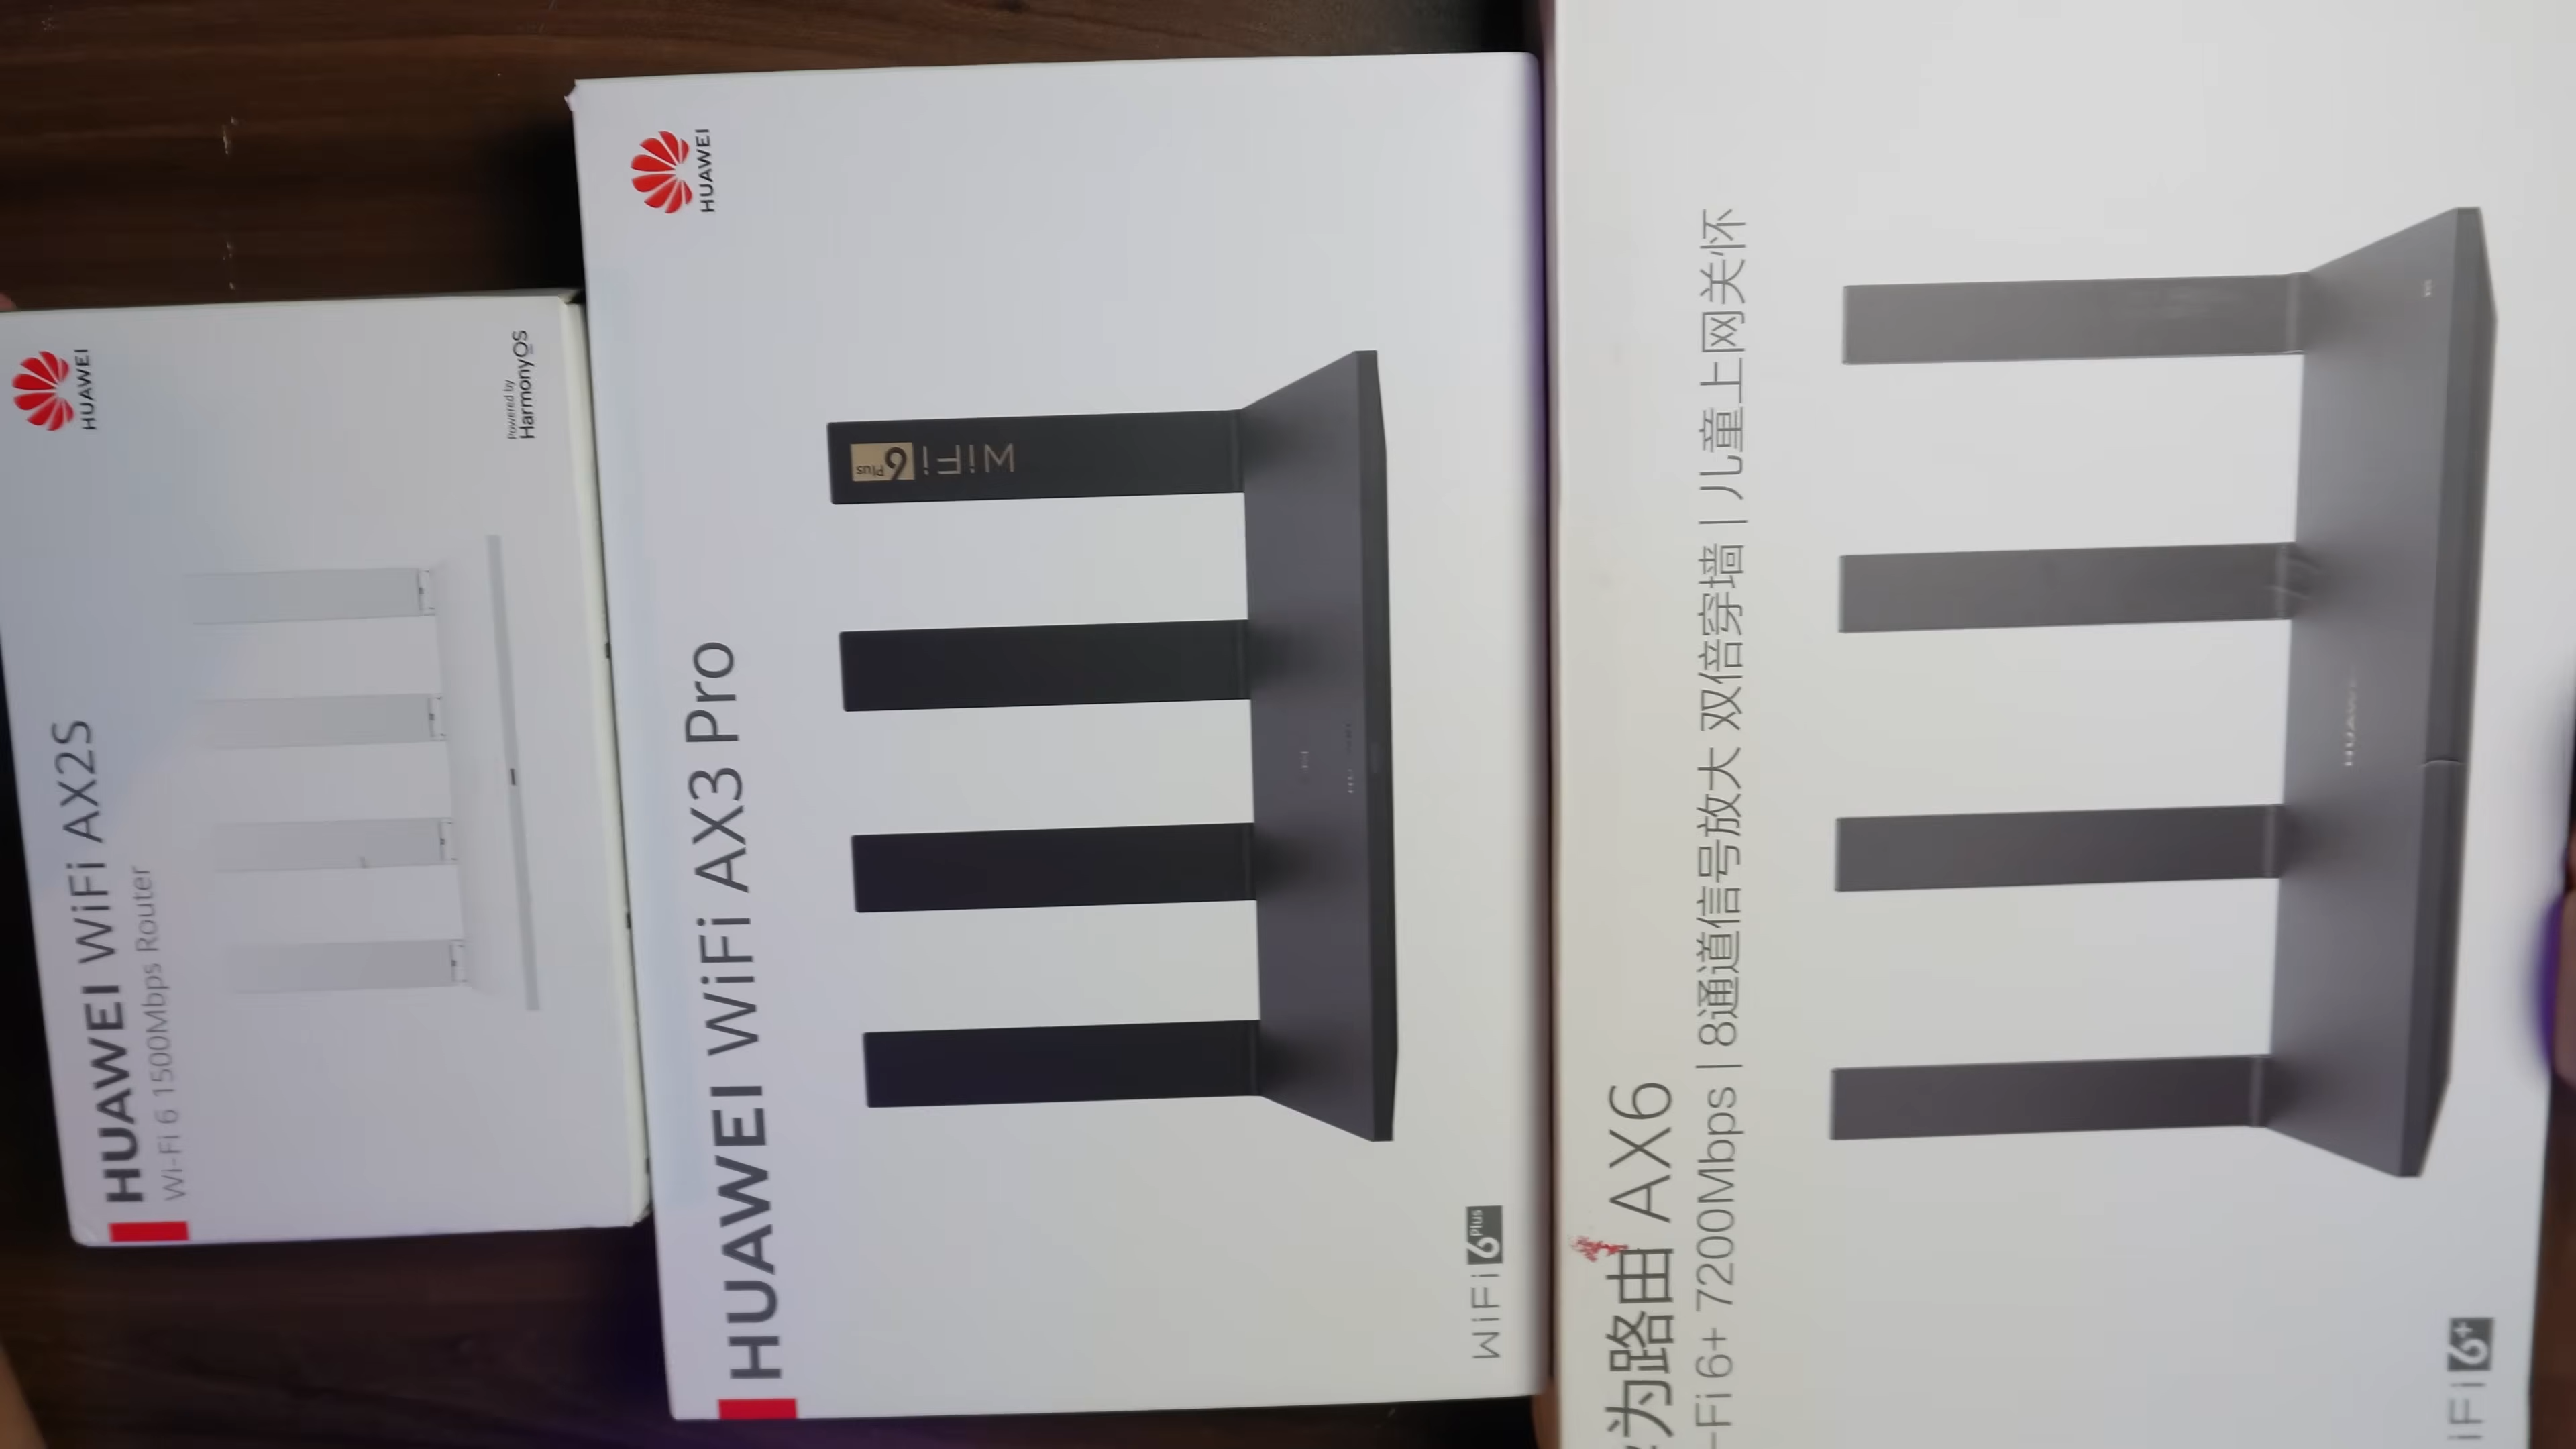 HUAWEI
Powered by
HarmonyOS
HUAWEI WiFi AX2S
Wi-Fi 6 1500Mbps Router
HUAWEI
HUAWEI WiFi AX3 Pro
WiFi 6 Plus
WiFi 6 Plus
为路由 AX6
-Fi 6+ 7200Mbps | 8通道信号放大 双倍穿墙 | 儿童上网关怀
HUAWEI
iFi 6+